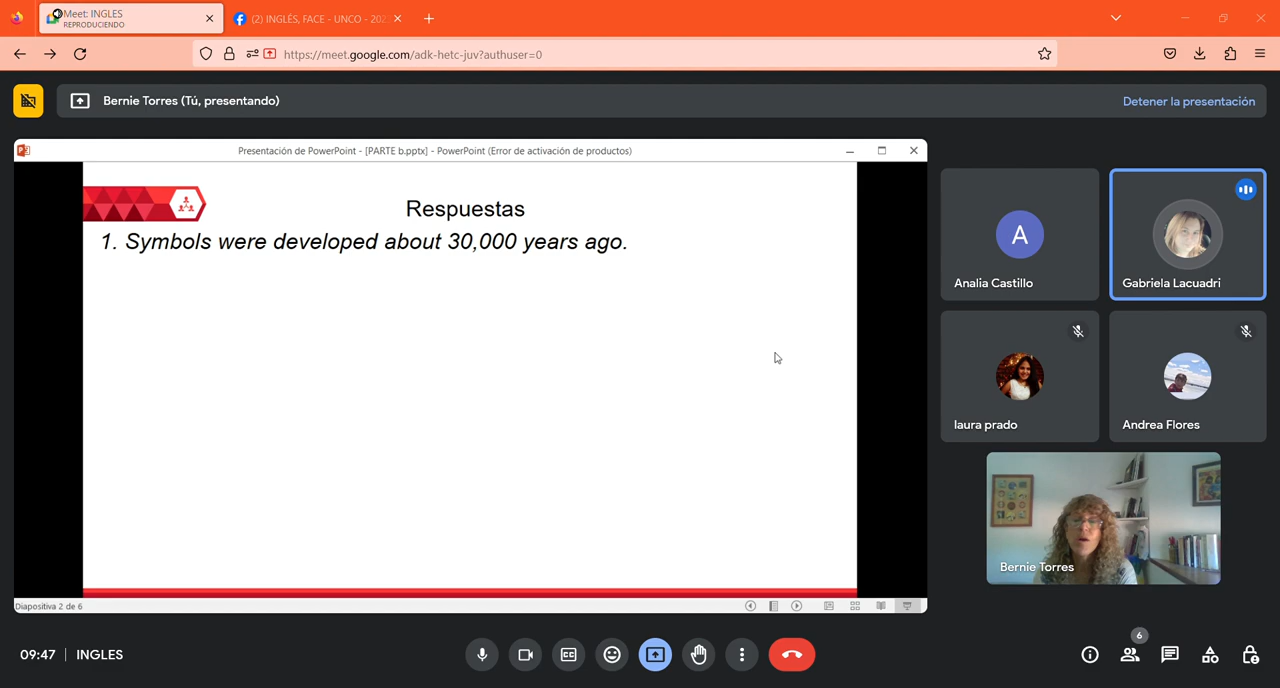 Meet: INGLES
REPRODUCIENDO
(2) INGLÉS, FACE - UNCO - 202
https://meet.google.com/adk-hetc-juv?authuser=0
Bernie Torres (Tú, presentando)
Detener la presentación
Presentación de PowerPoint - [PARTE b.pptx] - PowerPoint (Error de activación de productos)
Respuestas
1. Symbols were developed about 30,000 years ago.
Diapositiva 2 de 6
A
Analia Castillo
Gabriela Lacuadri
laura prado
Andrea Flores
Bernie Torres
09:47 | INGLES
6